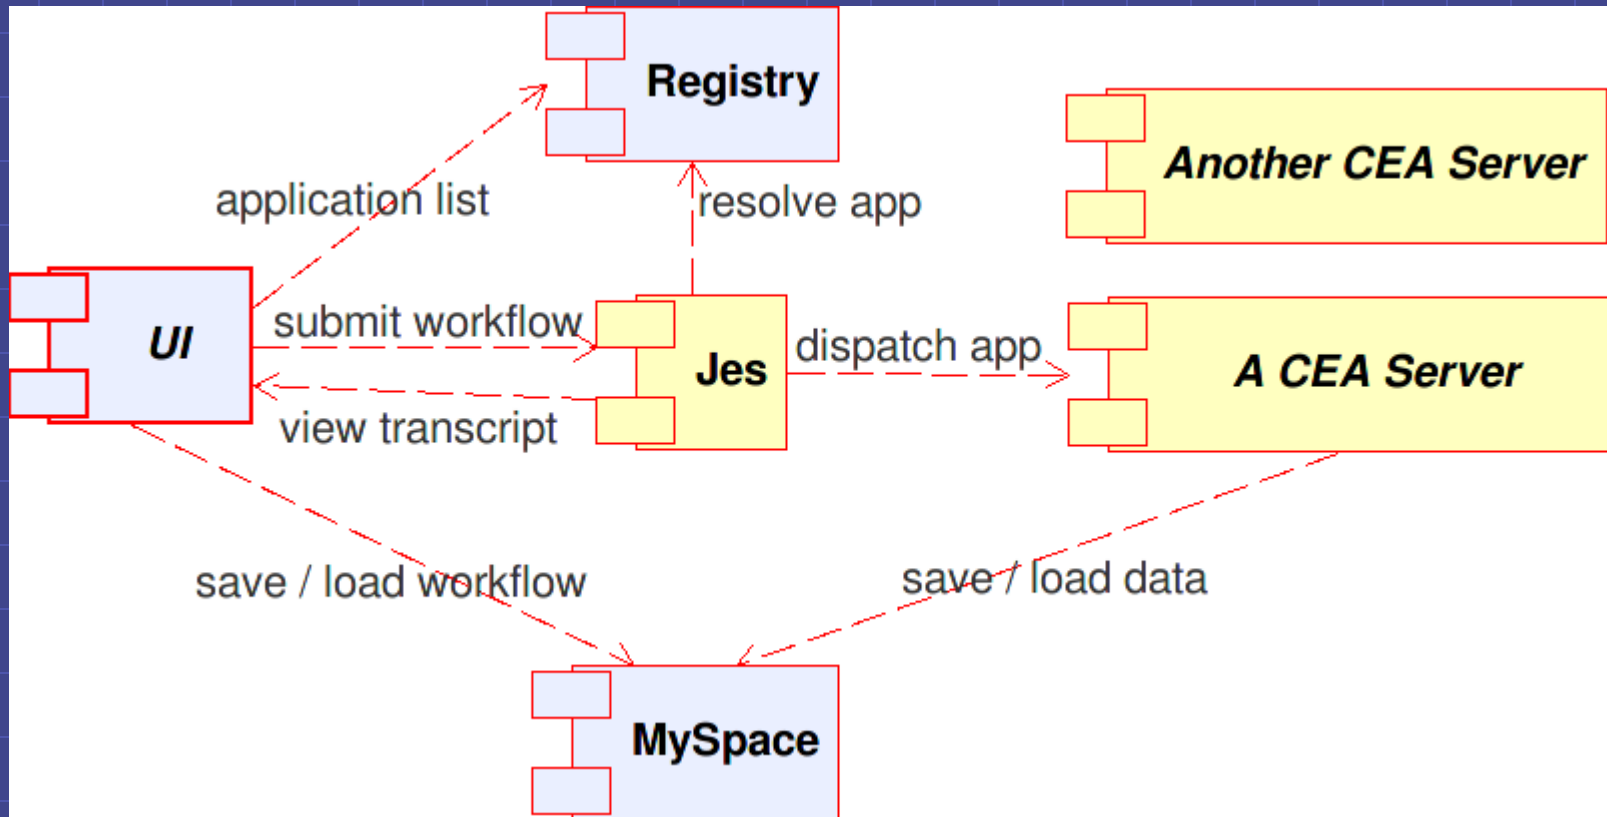 Registry
Another CEA Server
application list
resolve app
UI
submit workflow
Jes
dispatch app
A CEA Server
view transcript
save / load workflow
save / load data
MySpace